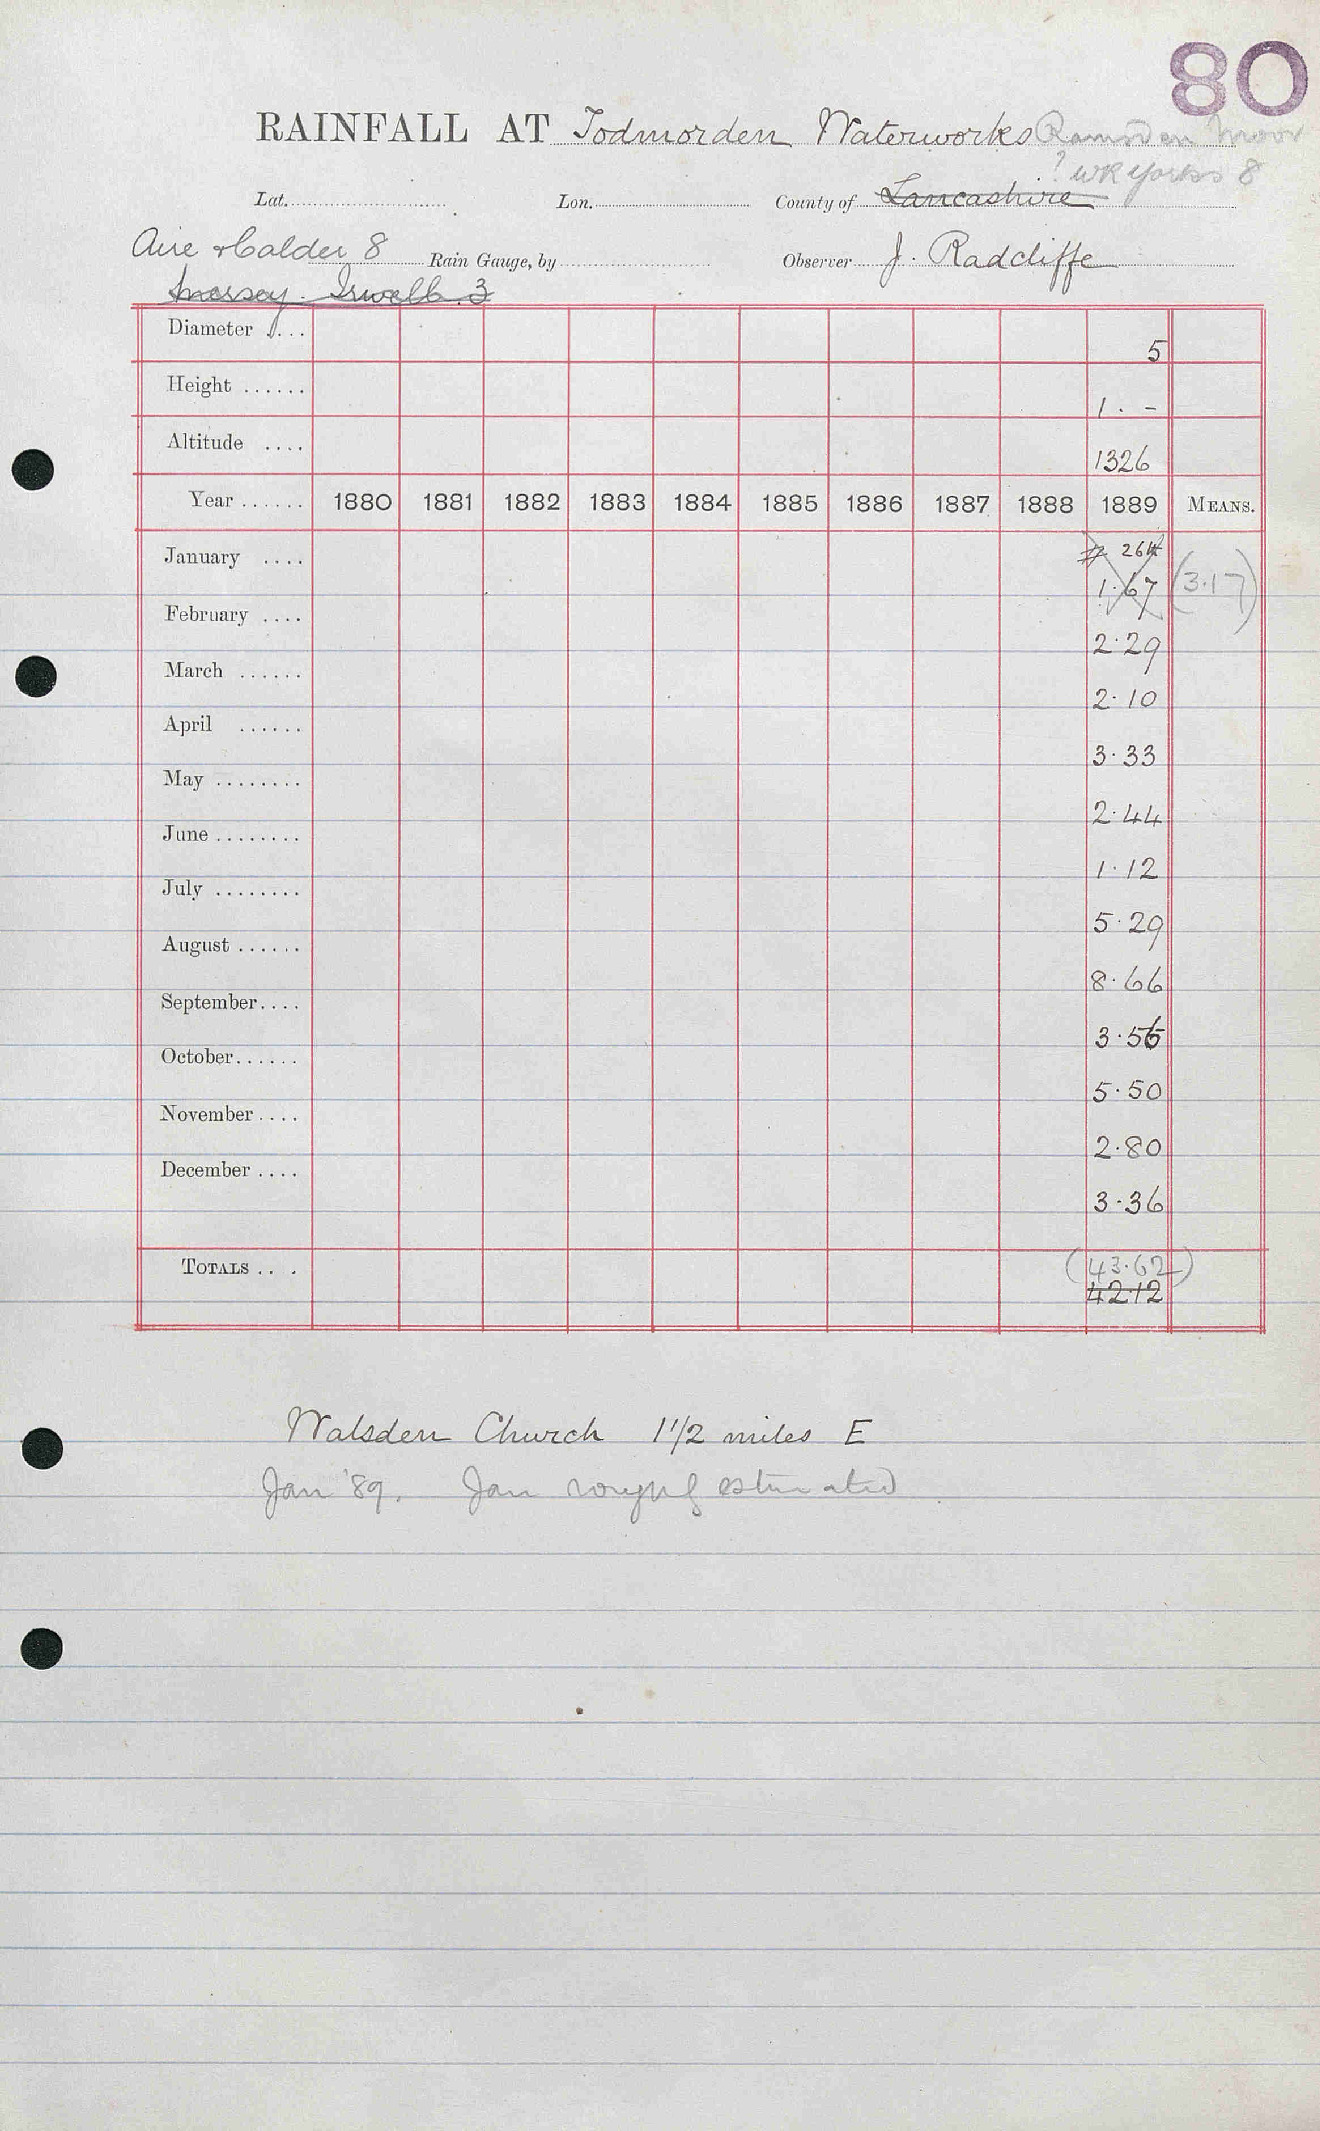 80
RAINFALL AT Todmorden Waterworks Ramsden Moor
? WR Yorks 8
Lat. Lon. County of Lancashire
Aire & Calder 8 Rain Gauge, by Observer J. Radcliffe
Mersey. Irwell. 3
Diameter 5
Height 1. -
Altitude 1326
Year 1880 1881 1882 1883 1884 1885 1886 1887 1888 1889 MEANS.
January 1.67 (3.17)
February 2.29
March 2.10
April 3.33
May 2.44
June 1.12
July 5.29
August 8.66
September 3.56
October 5.50
November 2.80
December 3.36
TOTALS (43.62)
42.12
Walsden Church 1 1/2 miles E
Jan '89. Jan roughly estimated